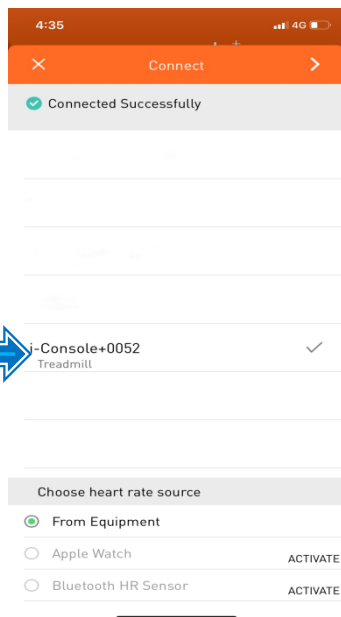 4:35
4G
Connect
Connected Successfully
i-Console+0052
Treadmill
Choose heart rate source
From Equipment
Apple Watch
ACTIVATE
Bluetooth HR Sensor
ACTIVATE